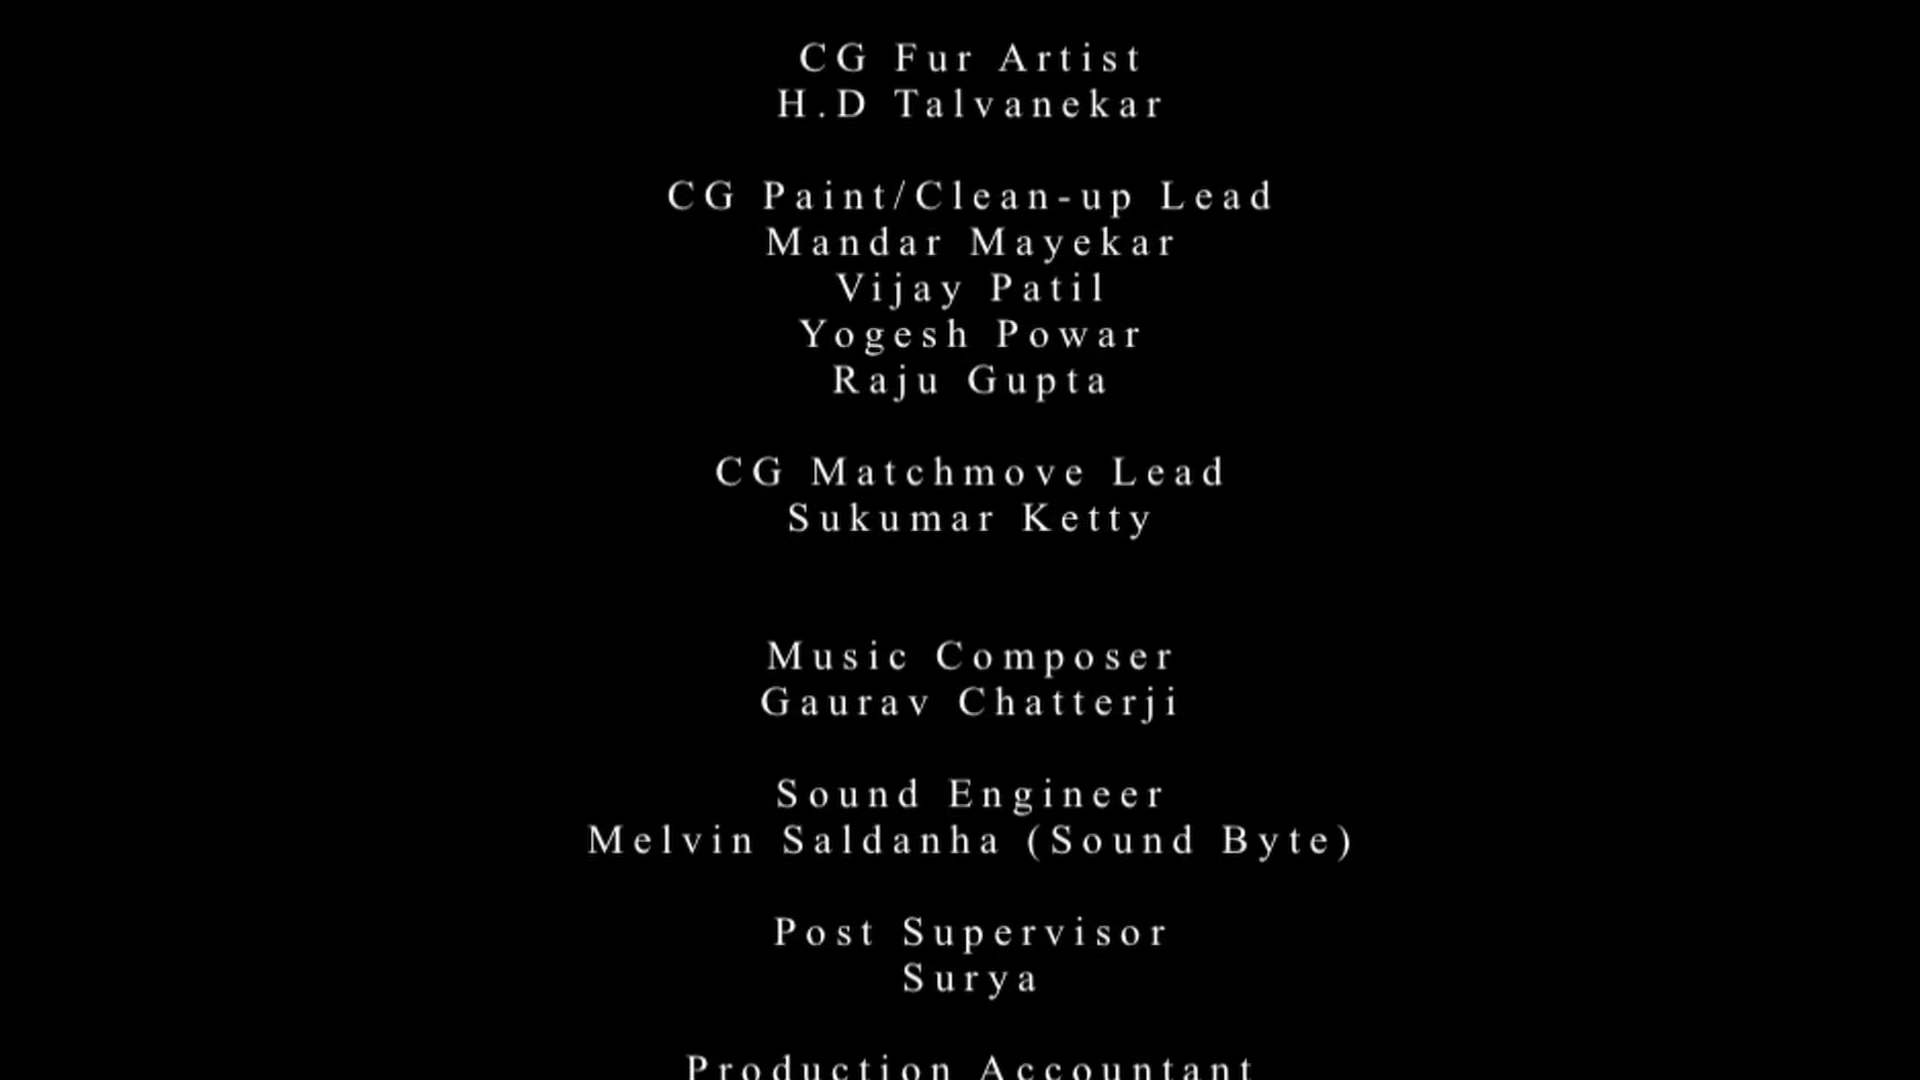 CG Fur Artist
H.D Talvanekar
CG Paint/Clean-up Lead
Mandar Mayekar
Vijay Patil
Yogesh Powar
Raju Gupta
CG Matchmove Lead
Sukumar Ketty
Music Composer
Gaurav Chatterji
Sound Engineer
Melvin Saldanha (Sound Byte)
Post Supervisor
Surya
Production Accountant